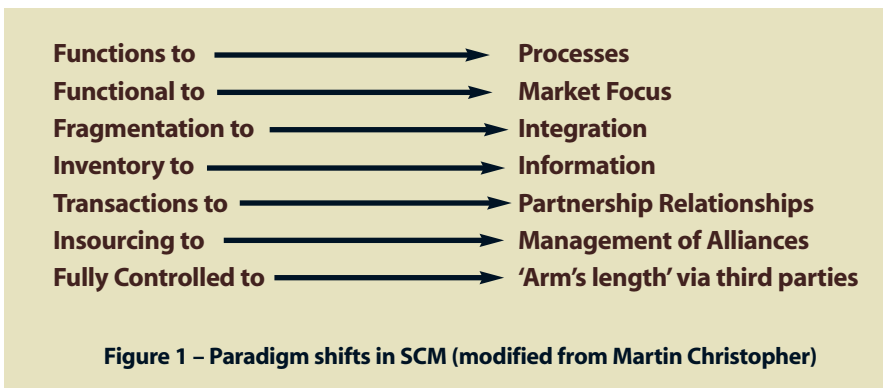 Functions to Processes
Functional to Market Focus
Fragmentation to Integration
Inventory to Information
Transactions to Partnership Relationships
Insourcing to Management of Alliances
Fully Controlled to ‘Arm’s length’ via third parties
Figure 1 – Paradigm shifts in SCM (modified from Martin Christopher)